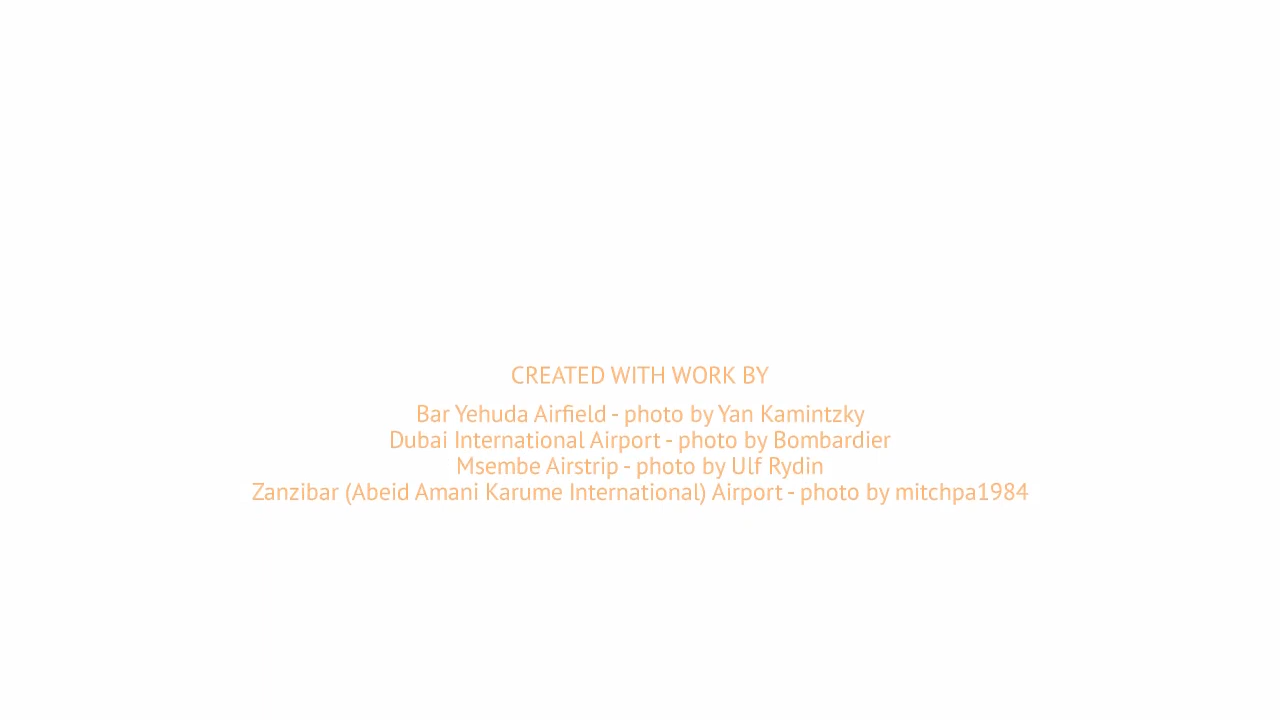 CREATED WITH WORK BY
Bar Yehuda Airfield - photo by Yan Kamintzky
Dubai International Airport - photo by Bombardier
Msembe Airstrip - photo by Ulf Rydin
Zanzibar (Abeid Amani Karume International) Airport - photo by mitchpa1984